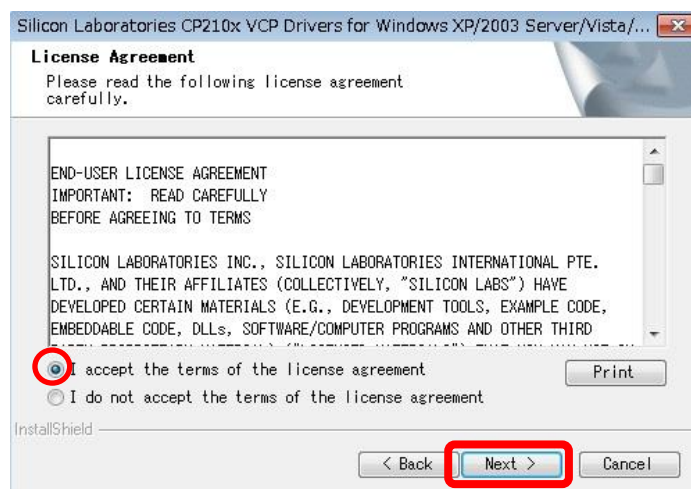 Silicon Laboratories CP210x VCP Drivers for Windows XP/2003 Server/Vista/...
License Agreement
Please read the following license agreement
carefully.
END-USER LICENSE AGREEMENT
IMPORTANT: READ CAREFULLY
BEFORE AGREEING TO TERMS
SILICON LABORATORIES INC., SILICON LABORATORIES INTERNATIONAL PTE.
LTD., AND THEIR AFFILIATES (COLLECTIVELY, "SILICON LABS") HAVE
DEVELOPED CERTAIN MATERIALS (E.G., DEVELOPMENT TOOLS, EXAMPLE CODE,
EMBEDDABLE CODE, DLLs, SOFTWARE/COMPUTER PROGRAMS AND OTHER THIRD
I accept the terms of the license agreement
Print
I do not accept the terms of the license agreement
InstallShield
< Back
Next >
Cancel